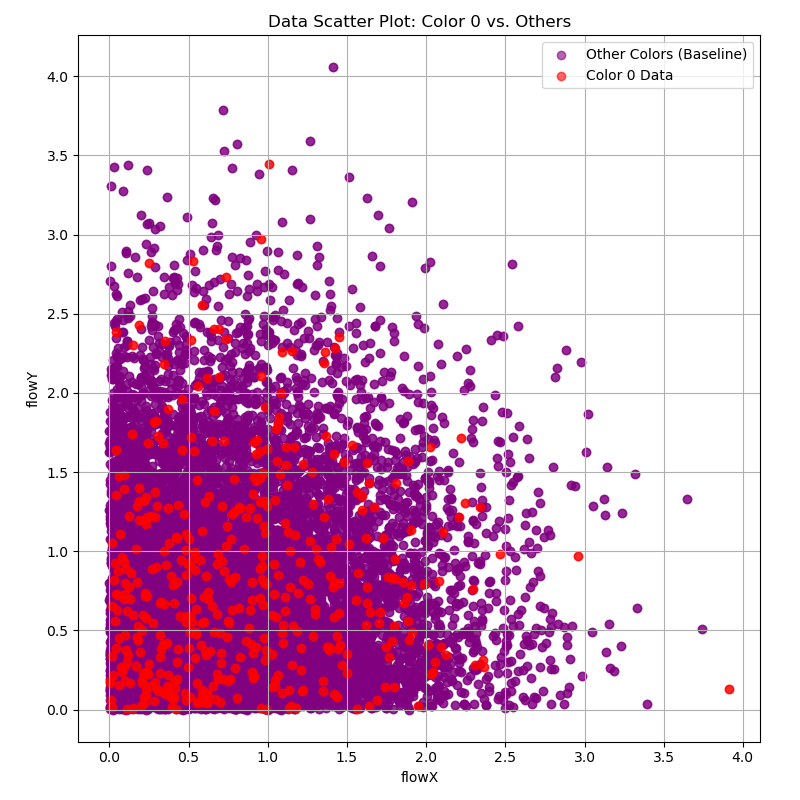 Data Scatter Plot: Color 0 vs. Others
Other Colors (Baseline)
Color 0 Data
flowY
4.0
3.5
3.0
2.5
2.0
1.5
1.0
0.5
0.0
0.0 0.5 1.0 1.5 2.0 2.5 3.0 3.5 4.0
flowX